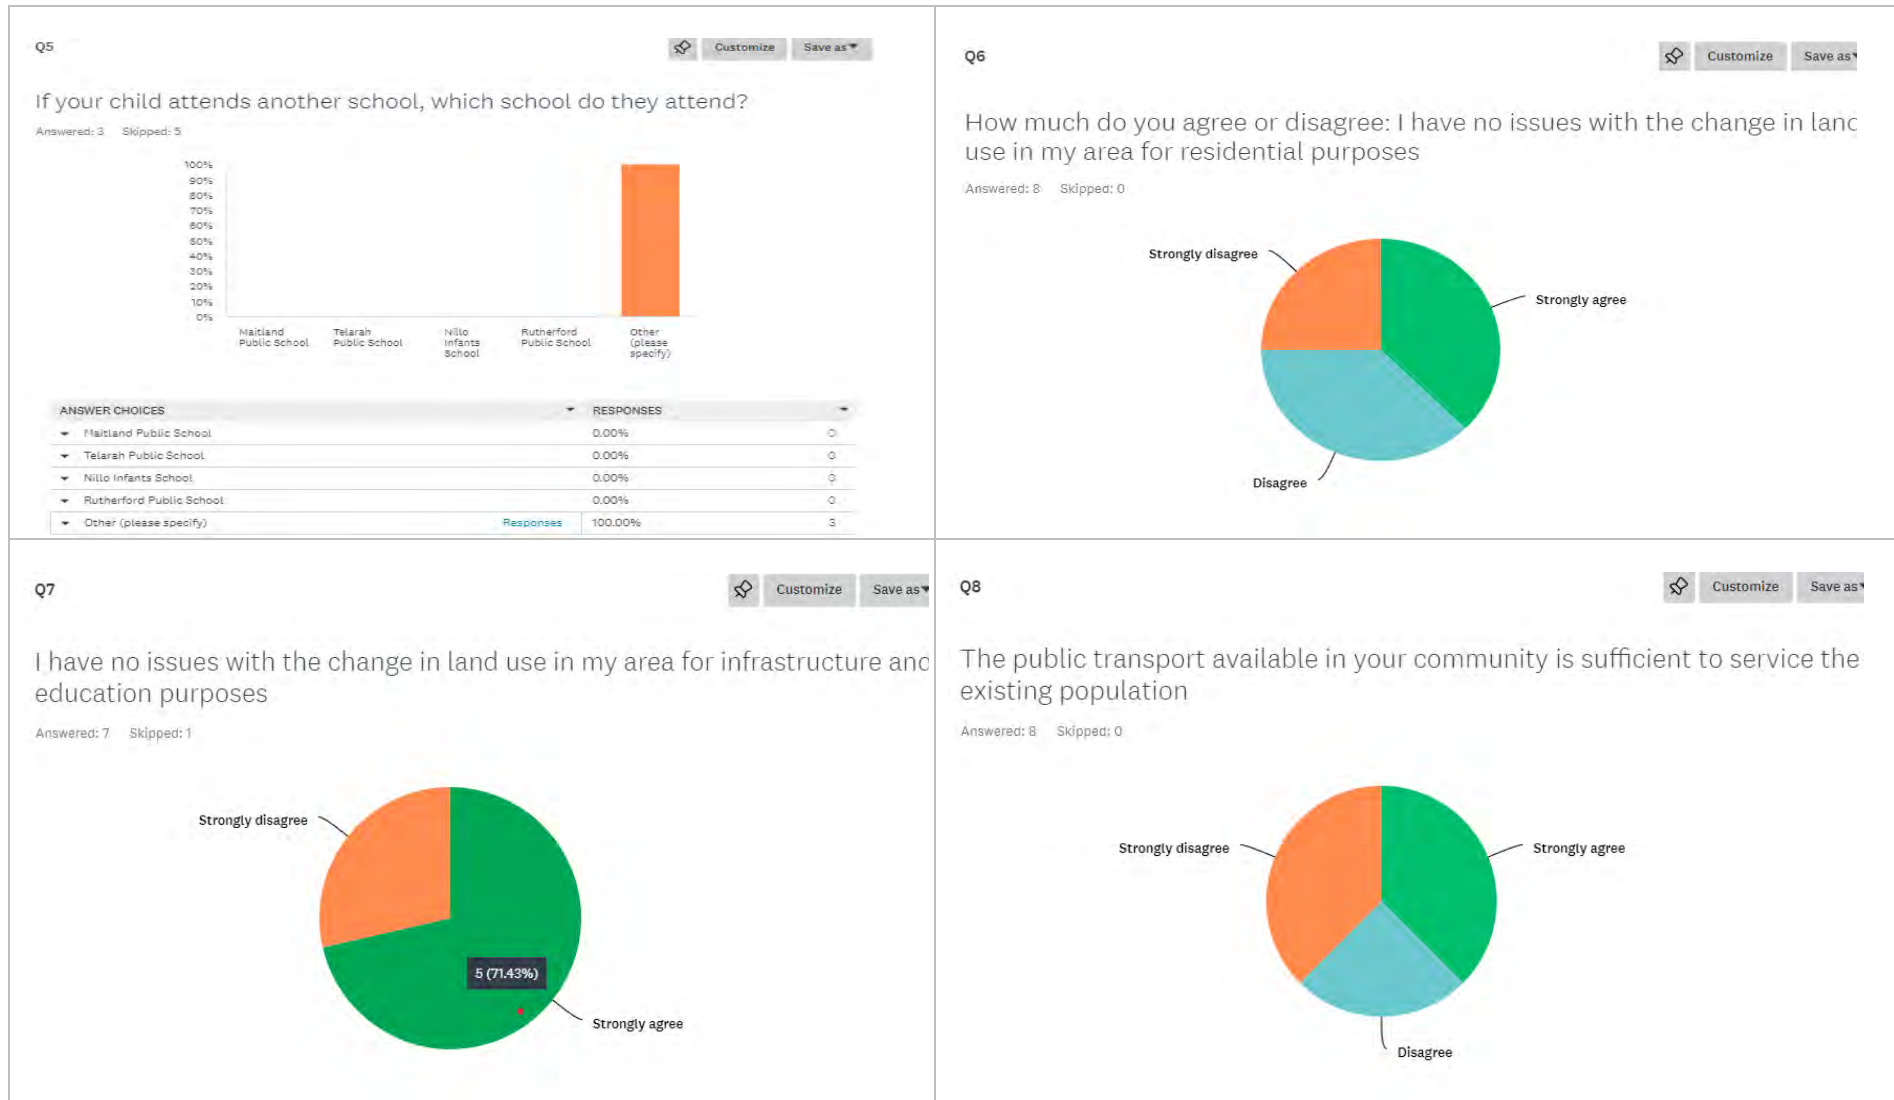 Q5
Customize
Save as
If your child attends another school, which school do they attend?
Answered: 3 Skipped: 5
100%
90%
80%
70%
60%
50%
40%
30%
20%
10%
0%
Maitland
Public School
Telarah
Public School
Nillo
Infants
School
Rutherford
Public School
Other
(please
specify)
ANSWER CHOICES RESPONSES
Maitland Public School 0.00% 0
Telarah Public School 0.00% 0
Nillo Infants School 0.00% 0
Rutherford Public School 0.00% 0
Other (please specify) Responses 100.00% 3
Q6
Customize
Save as
How much do you agree or disagree: I have no issues with the change in land
use in my area for residential purposes
Answered: 8 Skipped: 0
Strongly disagree
Strongly agree
Disagree
Q7
Customize
Save as
I have no issues with the change in land use in my area for infrastructure and
education purposes
Answered: 7 Skipped: 1
Strongly disagree
5 (71.43%)
Strongly agree
Q8
Customize
Save as
The public transport available in your community is sufficient to service the
existing population
Answered: 8 Skipped: 0
Strongly disagree
Strongly agree
Disagree